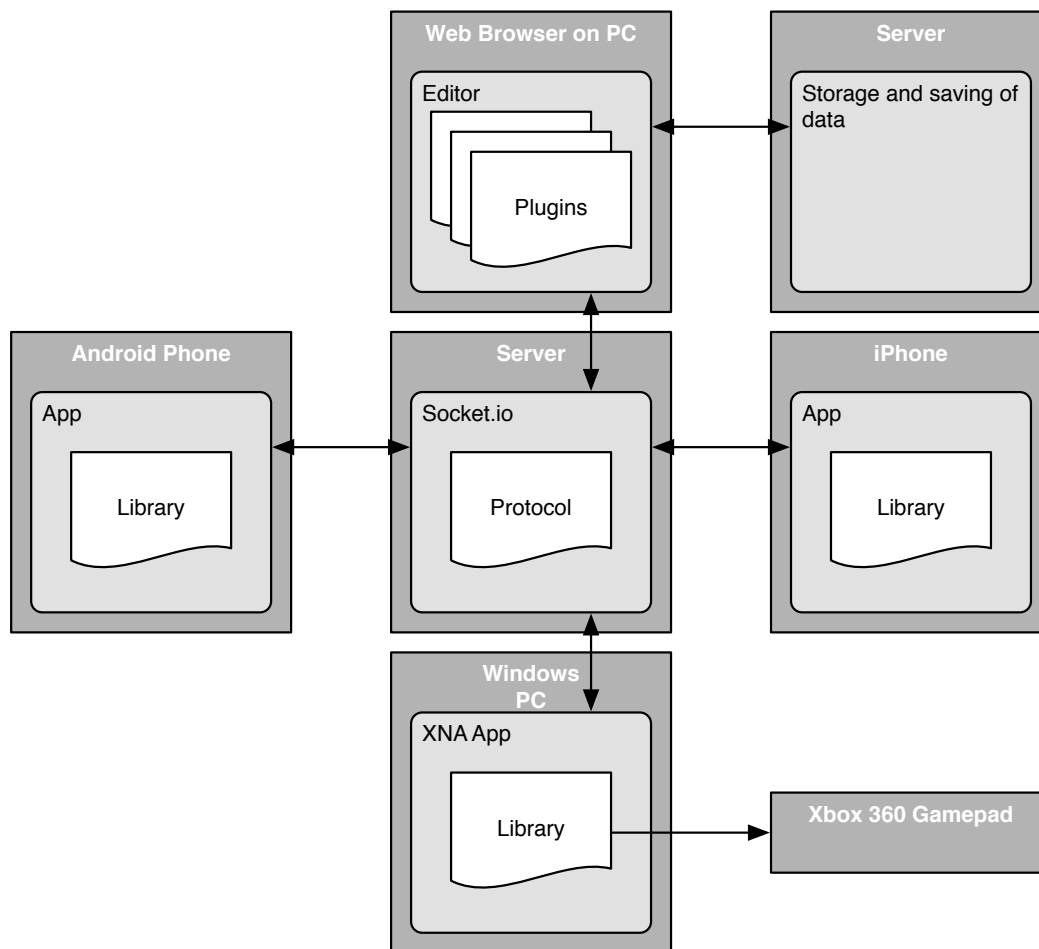 Web Browser on PC
Editor
Plugins
Server
Storage and saving of
data
Android Phone
App
Library
Server
Socket.io
Protocol
iPhone
App
Library
Windows
PC
XNA App
Library
Xbox 360 Gamepad